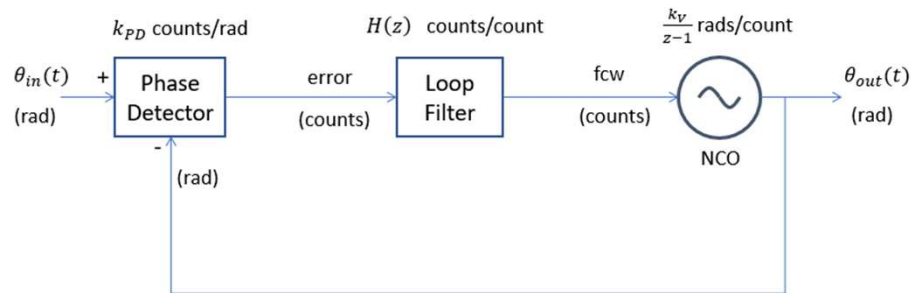 k_PD counts/rad
H(z) counts/count
k_V/z−1 rads/count
θ_in(t)
+
Phase
Detector
error
Loop
Filter
fcw
θ_out(t)
(rad)
(counts)
(counts)
(rad)
-
NCO
(rad)